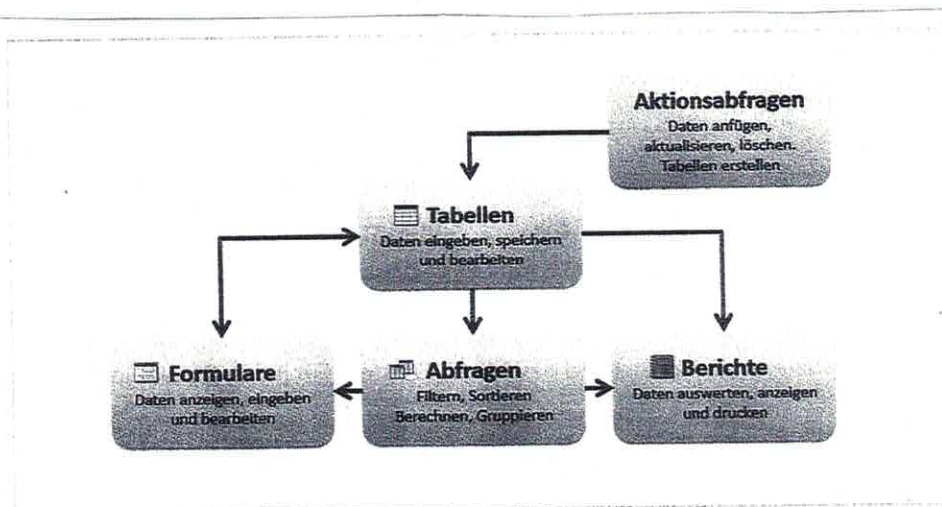 Aktionsabfragen
Daten anfügen,
aktualisieren, löschen.
Tabellen erstellen
Tabellen
Daten eingeben, speichern
und bearbeiten
Formulare
Daten anzeigen, eingeben
und bearbeiten
Abfragen
Filtern, Sortieren
Berechnen, Gruppieren
Berichte
Daten auswerten, anzeigen
und drucken